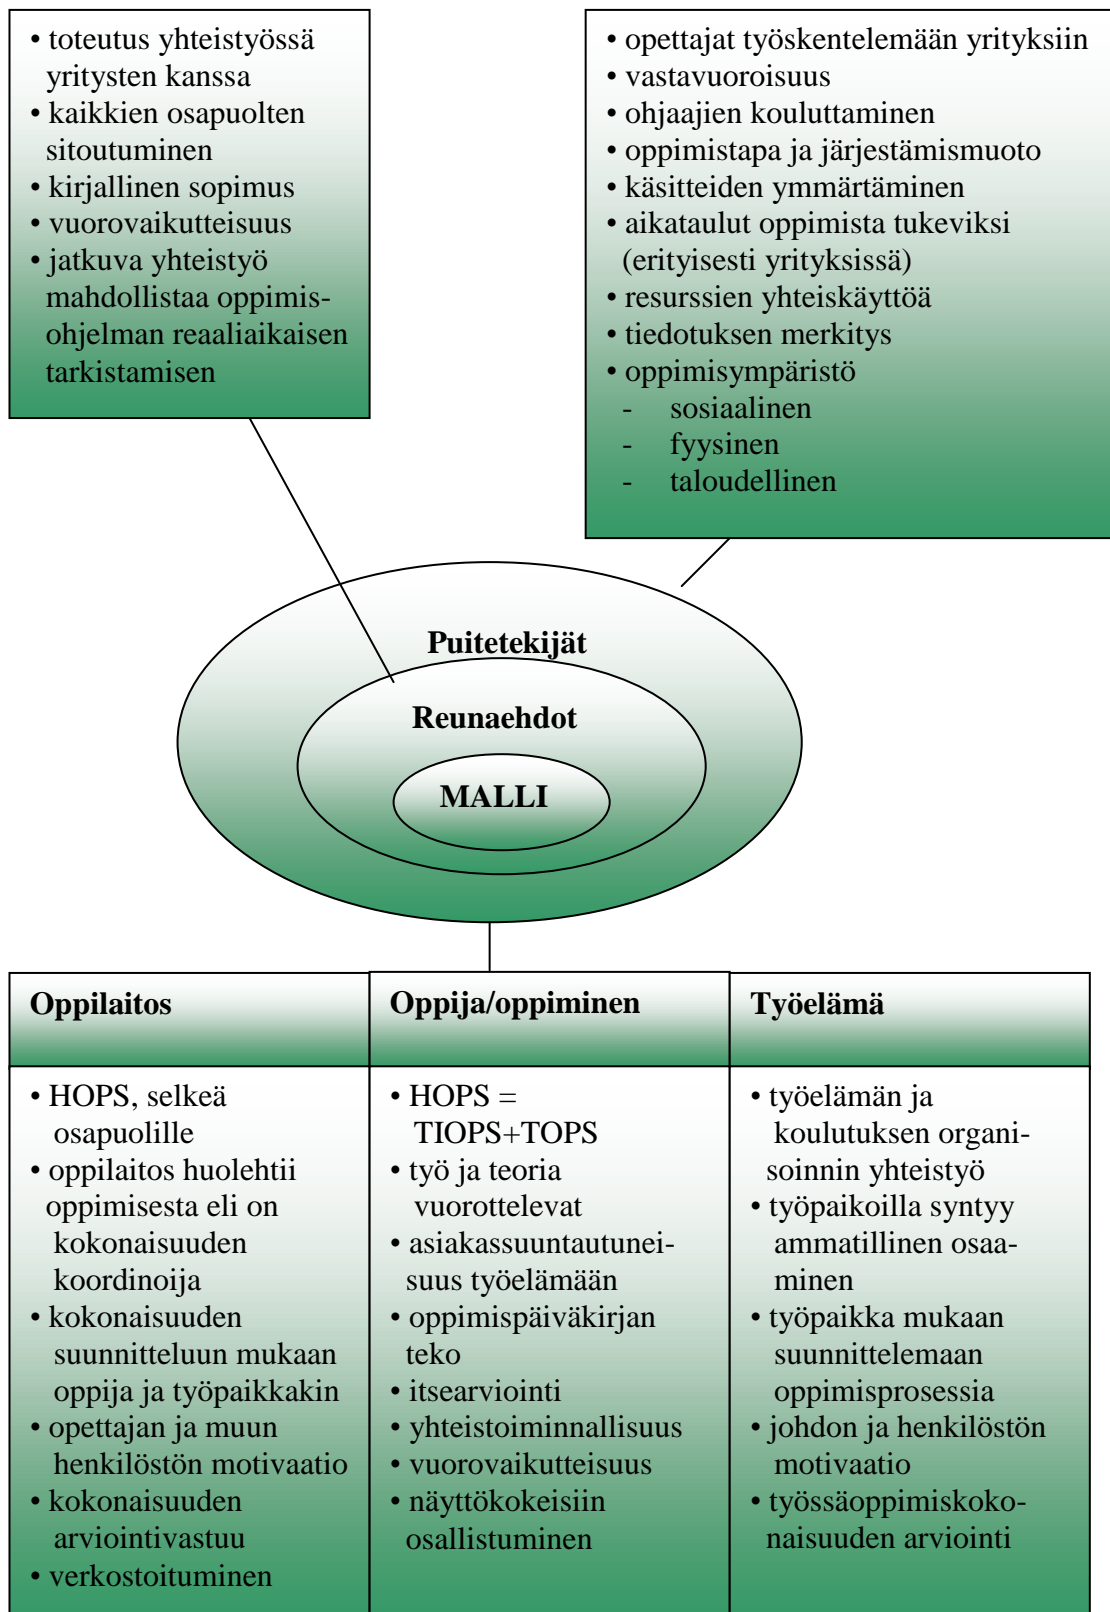 • toteutus yhteistyössä
yritysten kanssa
• kaikkien osapuolten
sitoutuminen
• kirjallinen sopimus
• vuorovaikutteisuus
• jatkuva yhteistyö
mahdollistaa oppimis-
ohjelman reaaliaikaisen
tarkistamisen
• opettajat työskentelemään yrityksiin
• vastavuoroisuus
• ohjaajien kouluttaminen
• oppimistapa ja järjestämismuoto
• käsitteiden ymmärtäminen
• aikataulut oppimista tukeviksi
(erityisesti yrityksissä)
• resurssien yhteiskäyttöä
• tiedotuksen merkitys
• oppimisympäristö
- sosiaalinen
- fyysinen
- taloudellinen
Puitetekijät
Reunaehdot
MALLI
Oppilaitos
• HOPS, selkeä
osapuolille
• oppilaitos huolehtii
oppimisesta eli on
kokonaisuuden
koordinoija
• kokonaisuuden
suunnitteluun mukaan
oppija ja työpaikkakin
• opettajan ja muun
henkilöstön motivaatio
• kokonaisuuden
arviointivastuu
• verkostoituminen
Oppija/oppiminen
• HOPS =
TIOPS+TOPS
• työ ja teoria
vuorottelevat
• asiakassuuntautunei-
suus työelämään
• oppimispäiväkirjan
teko
• itsearviointi
• yhteistoiminnallisuus
• vuorovaikutteisuus
• näyttökokeisiin
osallistuminen
Työelämä
• työelämän ja
koulutuksen organi-
soinnin yhteistyö
• työpaikoilla syntyy
ammatillinen osaa-
minen
• työpaikka mukaan
suunnittelemaan
oppimisprosessia
• johdon ja henkilöstön
motivaatio
• työssäoppimiskoko-
naisuuden arviointi